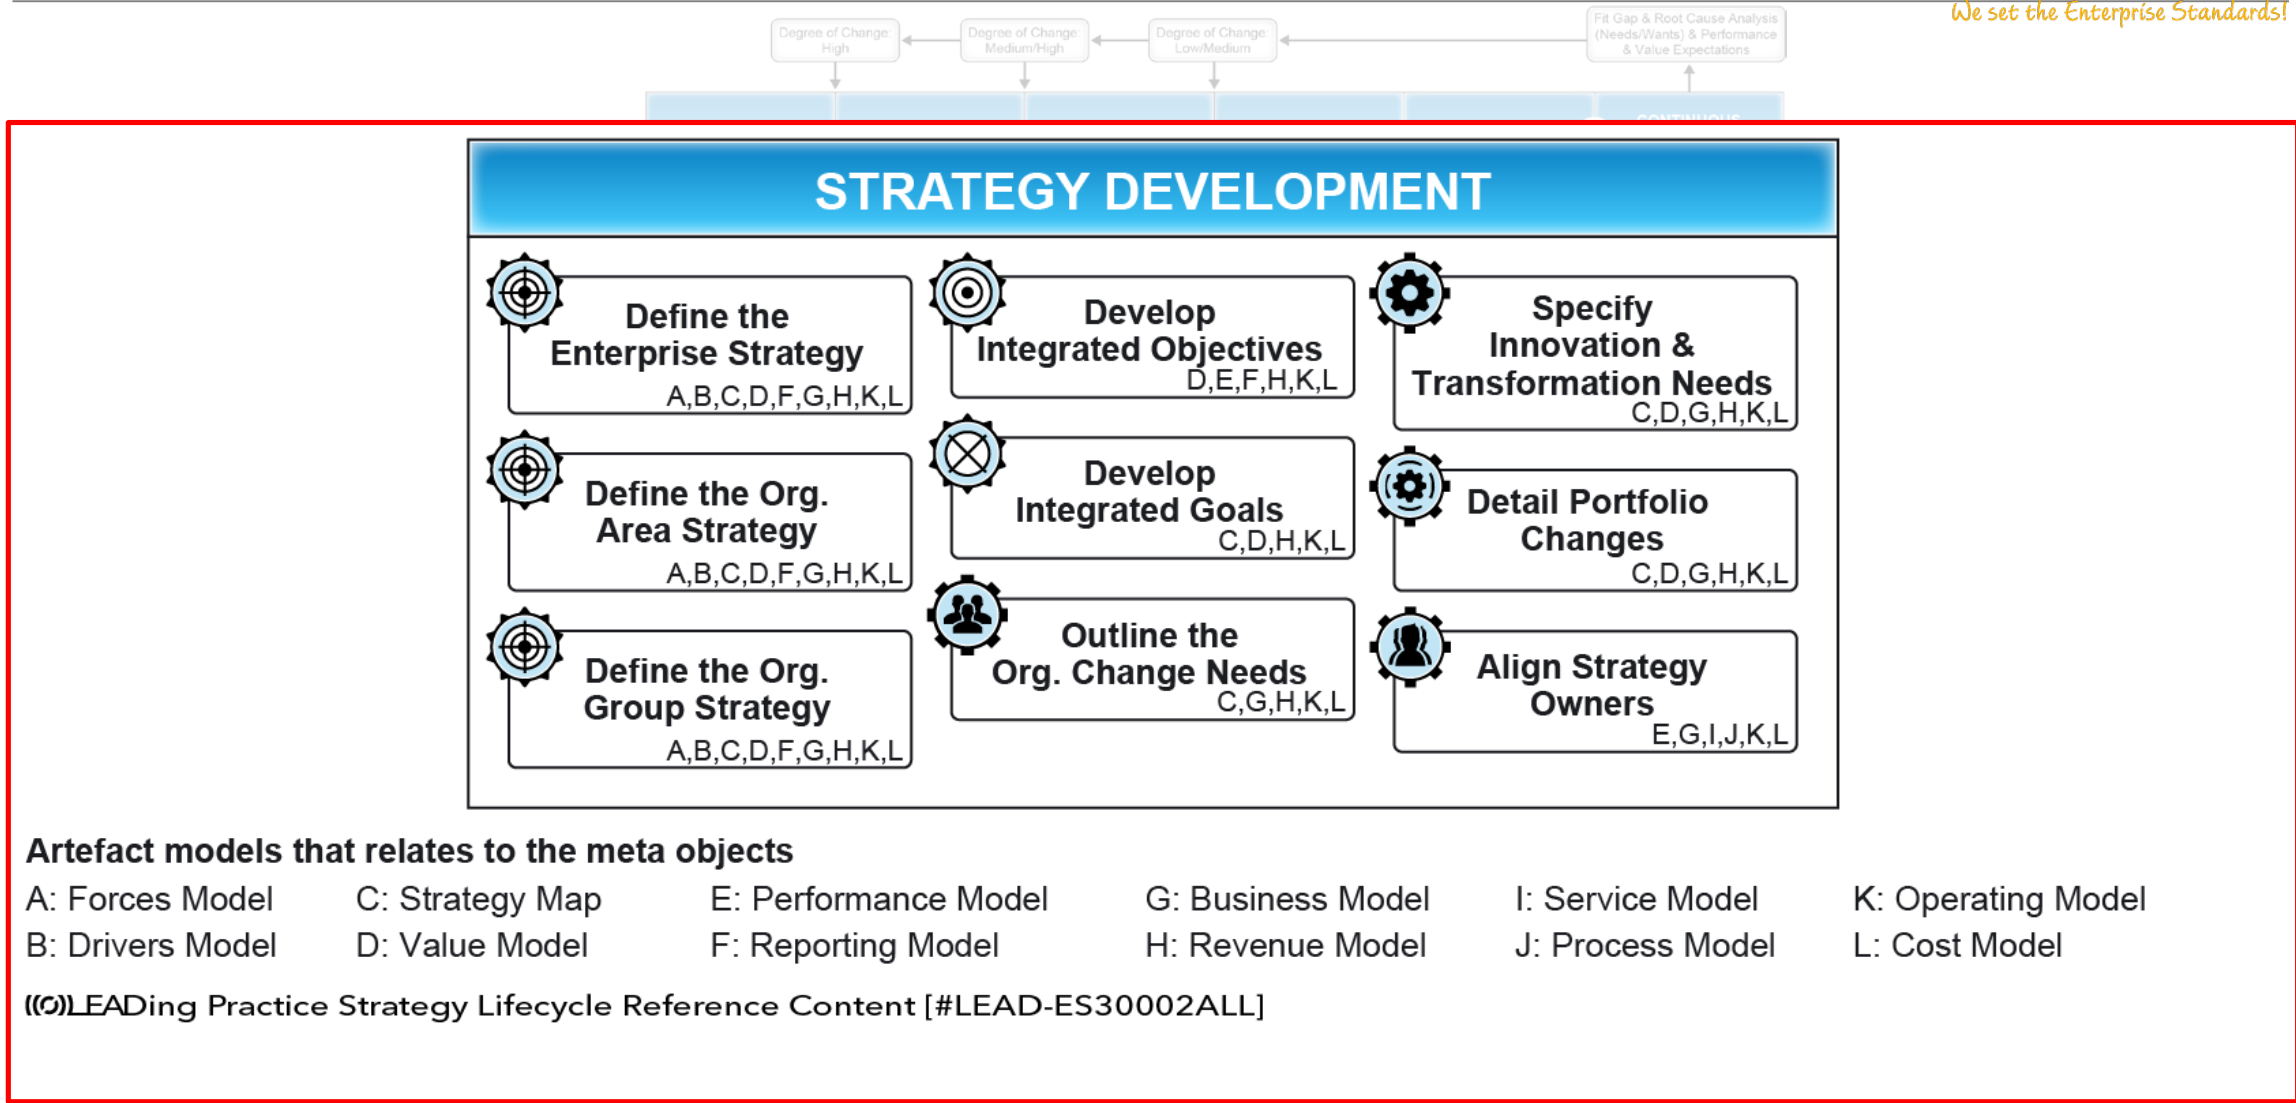 We set the Enterprise Standards!
Degree of Change:
High
Degree of Change:
Medium/High
Degree of Change:
Low/Medium
Fit Gap & Root Cause Analysis
(Needs/Wants) & Performance
& Value Expectations
CONTINUOUS
STRATEGY DEVELOPMENT
Define the
Enterprise Strategy
A,B,C,D,F,G,H,K,L
Define the Org.
Area Strategy
A,B,C,D,F,G,H,K,L
Define the Org.
Group Strategy
A,B,C,D,F,G,H,K,L
Develop
Integrated Objectives
D,E,F,H,K,L
Develop
Integrated Goals
C,D,H,K,L
Outline the
Org. Change Needs
C,G,H,K,L
Specify
Innovation &
Transformation Needs
C,D,G,H,K,L
Detail Portfolio
Changes
C,D,G,H,K,L
Align Strategy
Owners
E,G,I,J,K,L
Artefact models that relates to the meta objects
A: Forces Model C: Strategy Map E: Performance Model G: Business Model I: Service Model K: Operating Model
B: Drivers Model D: Value Model F: Reporting Model H: Revenue Model J: Process Model L: Cost Model
LEADing Practice Strategy Lifecycle Reference Content [#LEAD-ES30002ALL]